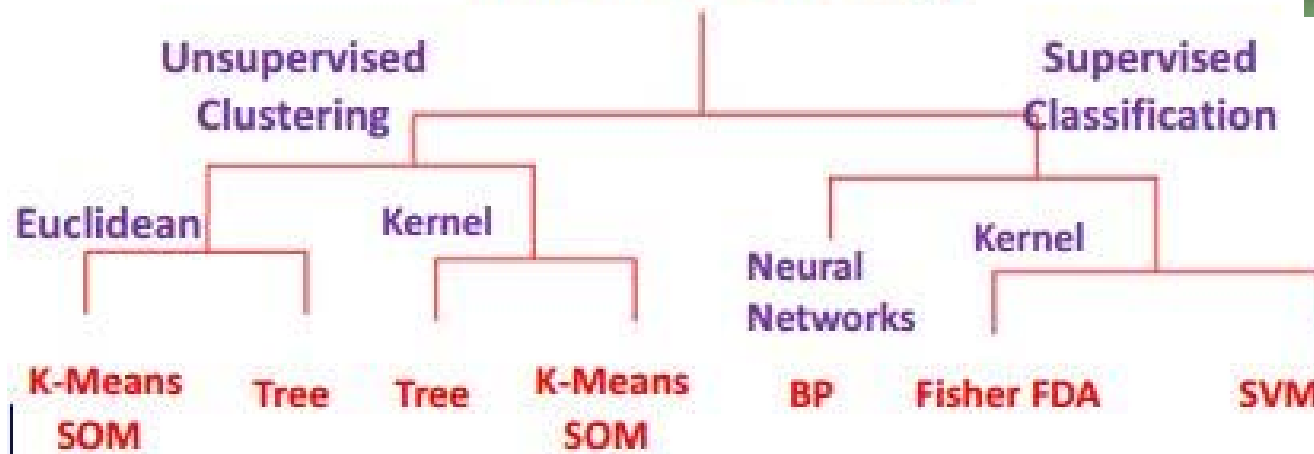 Unsupervised
Clustering
Supervised
Classification
Euclidean
Kernel
Neural
Networks
Kernel
K-Means
SOM
Tree
Tree
K-Means
SOM
BP
Fisher FDA
SVM